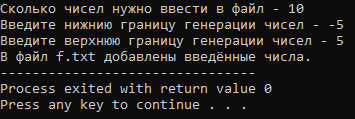 Сколько чисел нужно ввести в файл - 10
Введите нижнию границу генерации чисел - -5
Введите верхнюю границу генерации чисел - 5
В файл f.txt добавлены введённые числа.
--------------------------------
Process exited with return value 0
Press any key to continue . . .